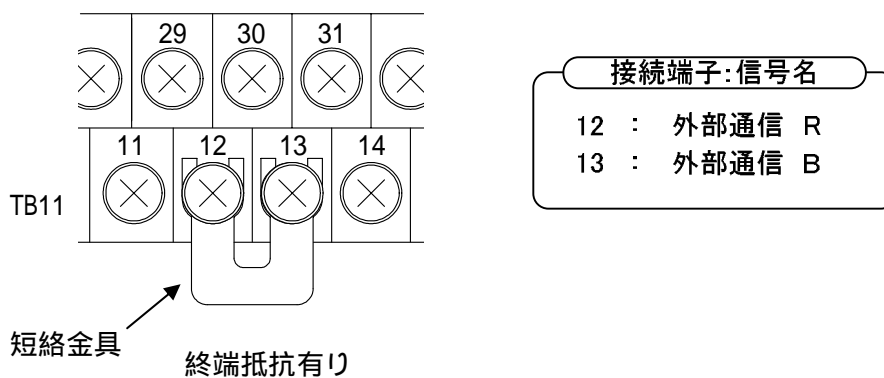 29 30 31
11 12 13 14
TB11
短絡金具
終端抵抗有り
接続端子:信号名
12 : 外部通信 R
13 : 外部通信 B